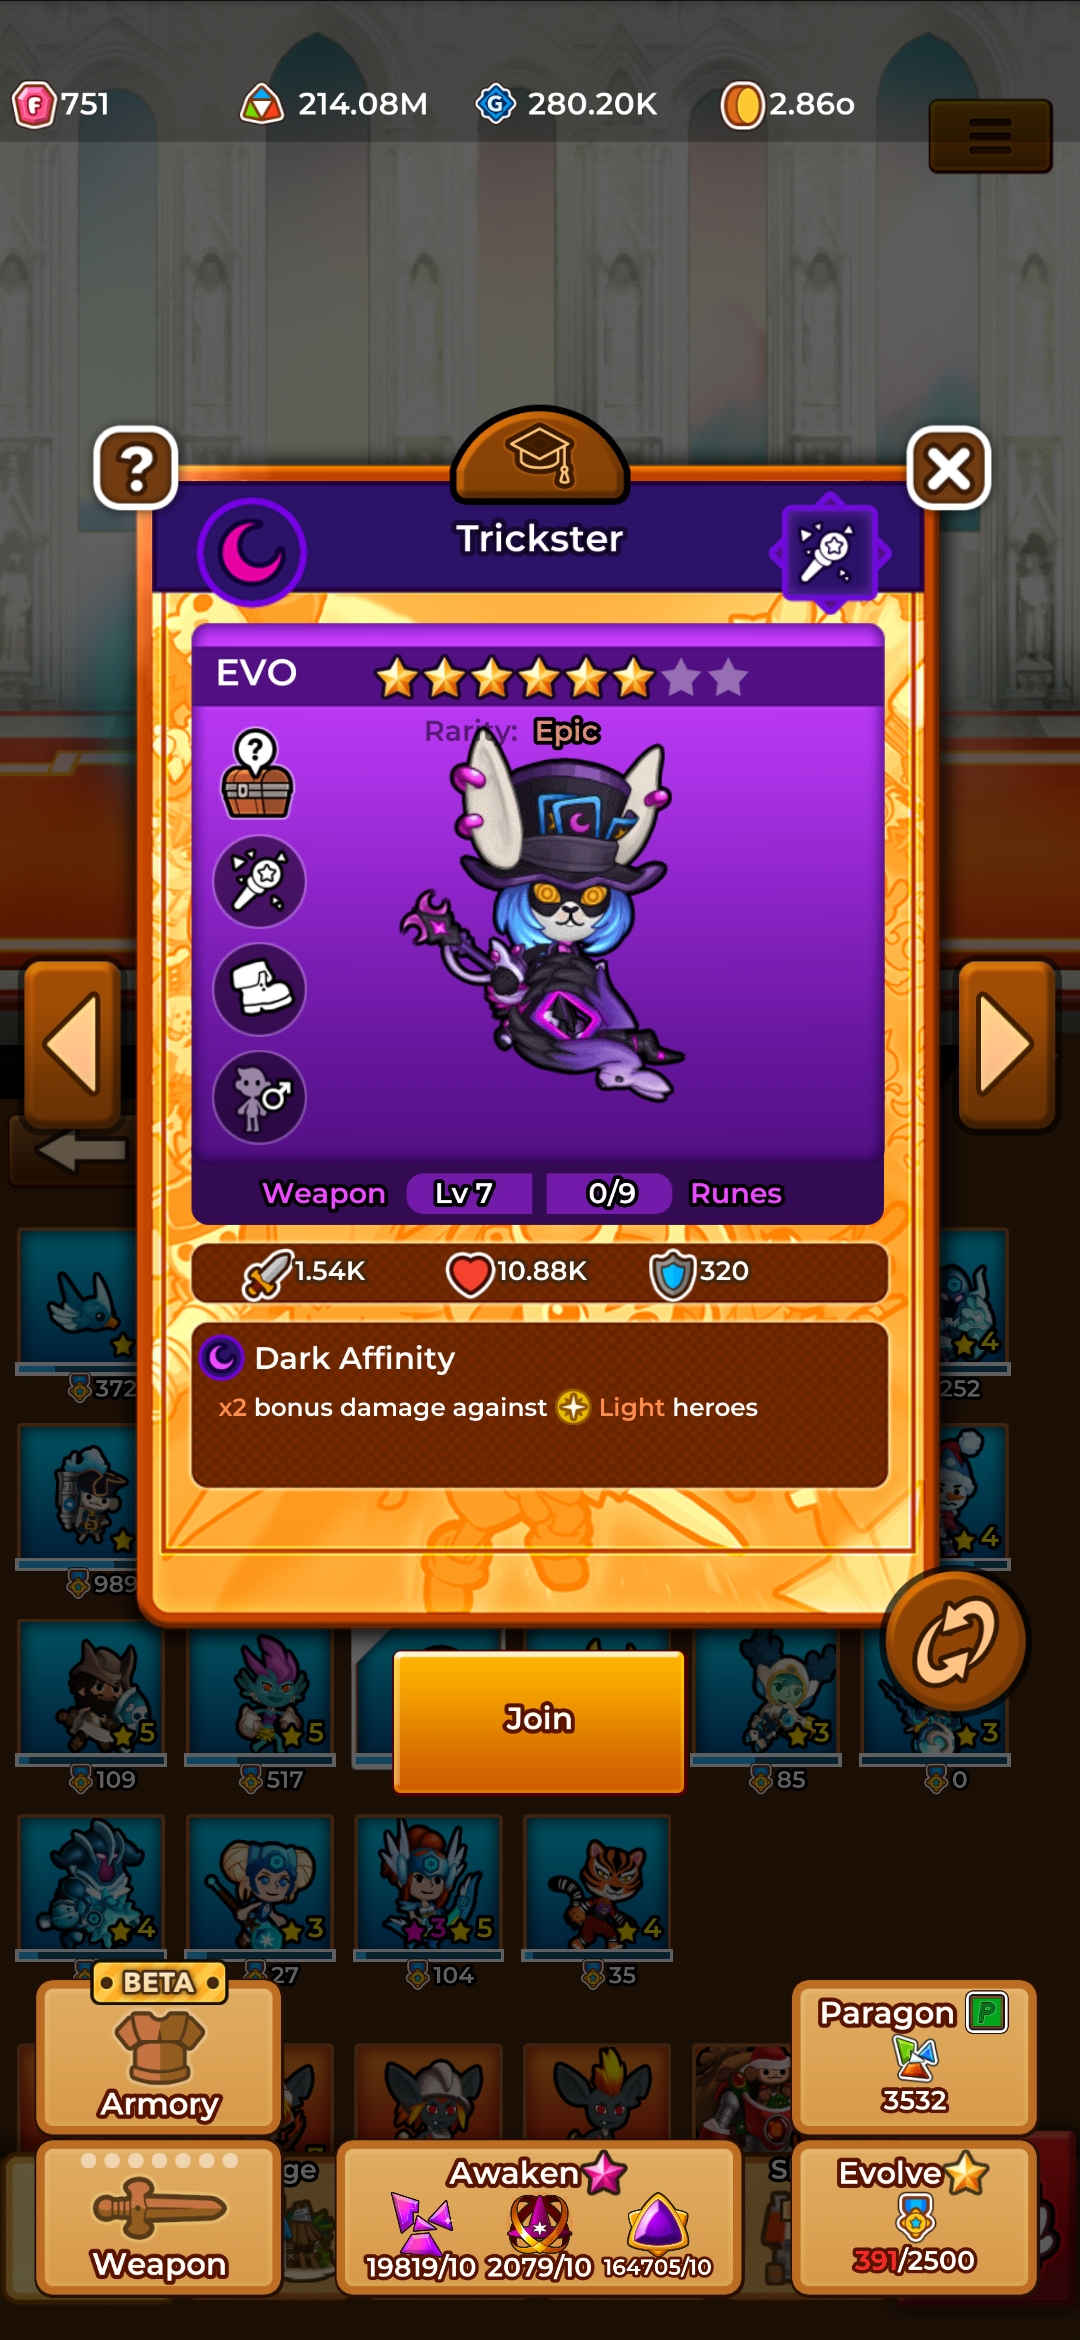 751
214.08M
280.20K
2.86o
Trickster
EVO
Rarity: Epic
Weapon Lv 7 0/9 Runes
1.54K 10.88K 320
Dark Affinity
x2 bonus damage against Light heroes
372
4
252
989
4
Join
5
5
3
3
109
517
85
0
4
3
3 5
4
27
104
35
BETA
Armory
Paragon P
3532
Weapon
Awaken
19819/10 2079/10 164705/10
Evolve
391/2500